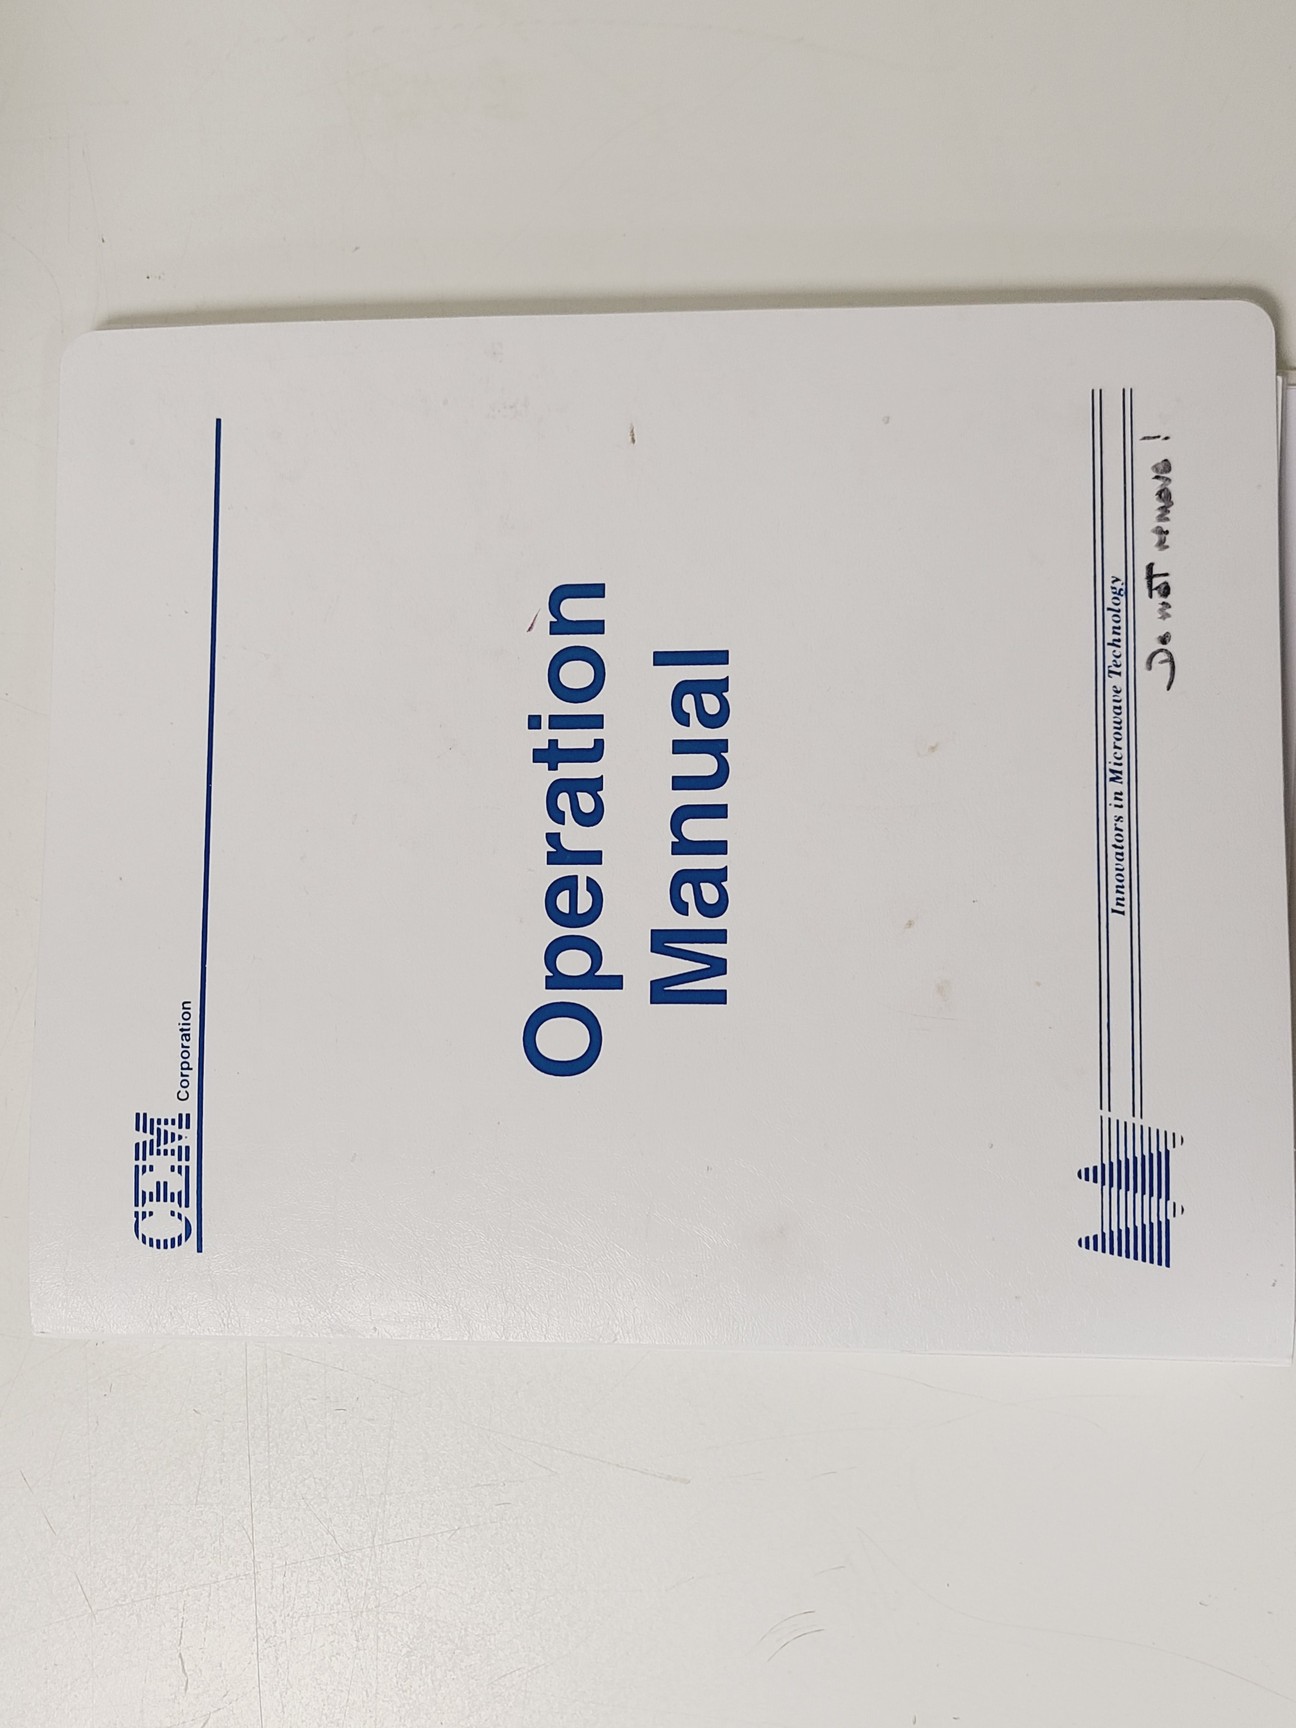 CEM Corporation
Operation
Manual
Innovators in Microwave Technology
Do not remove!